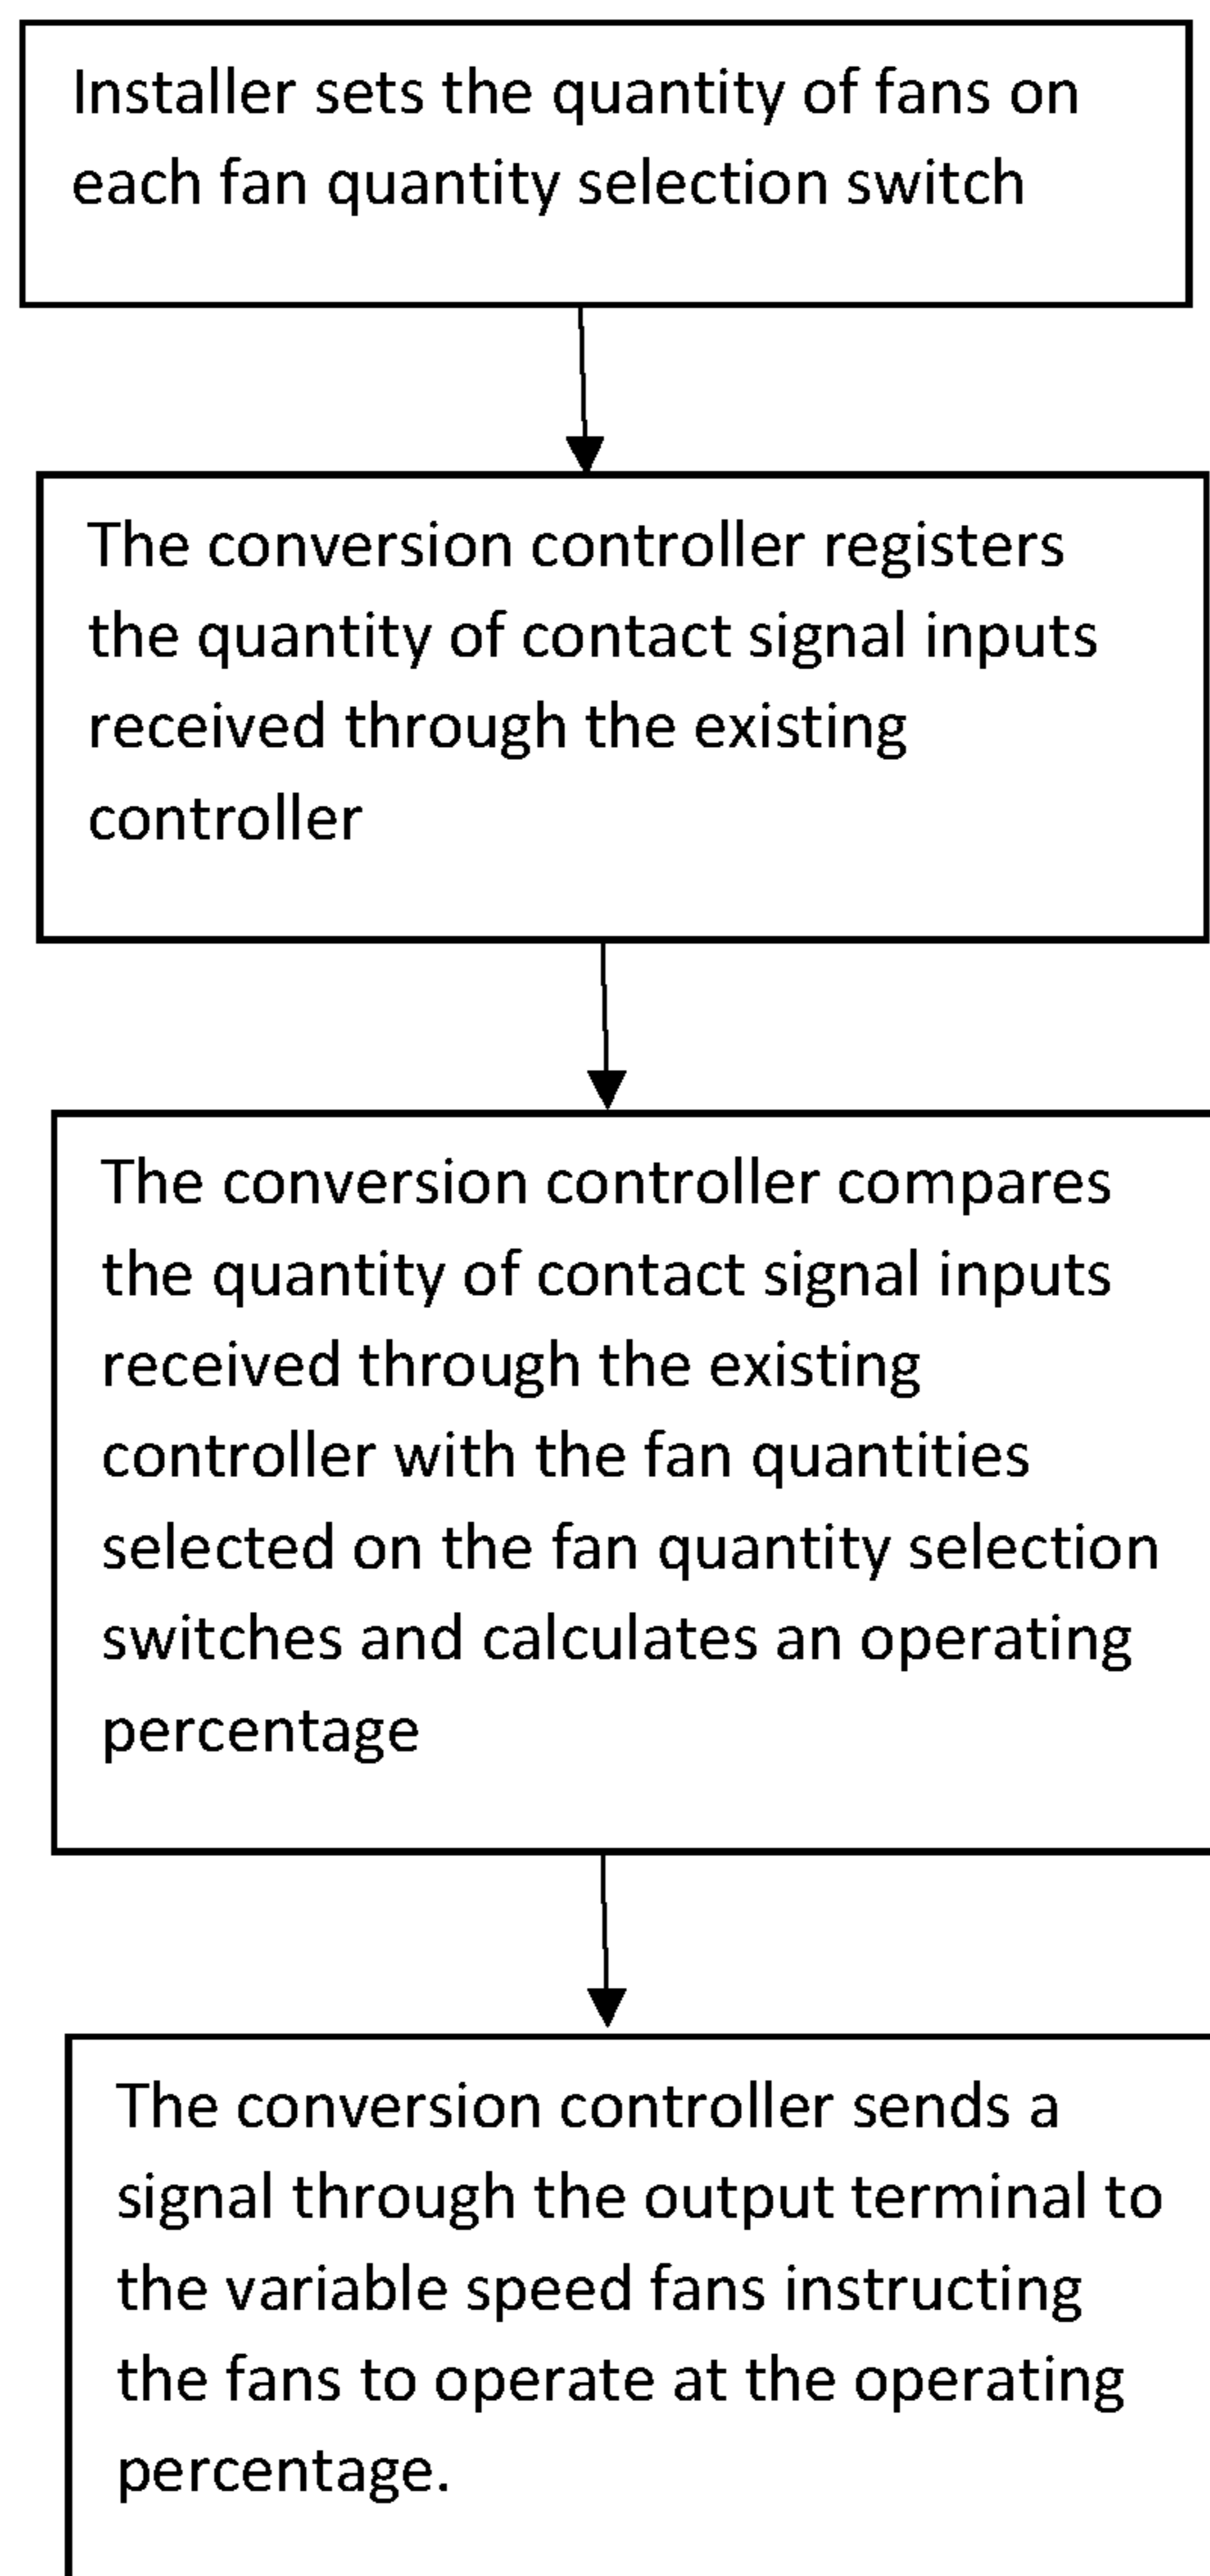 Installer sets the quantity of fans on
each fan quantity selection switch
The conversion controller registers
the quantity of contact signal inputs
received through the existing
controller
The conversion controller compares
the quantity of contact signal inputs
received through the existing
controller with the fan quantities
selected on the fan quantity selection
switches and calculates an operating
percentage
The conversion controller sends a
signal through the output terminal to
the variable speed fans instructing
the fans to operate at the operating
percentage.